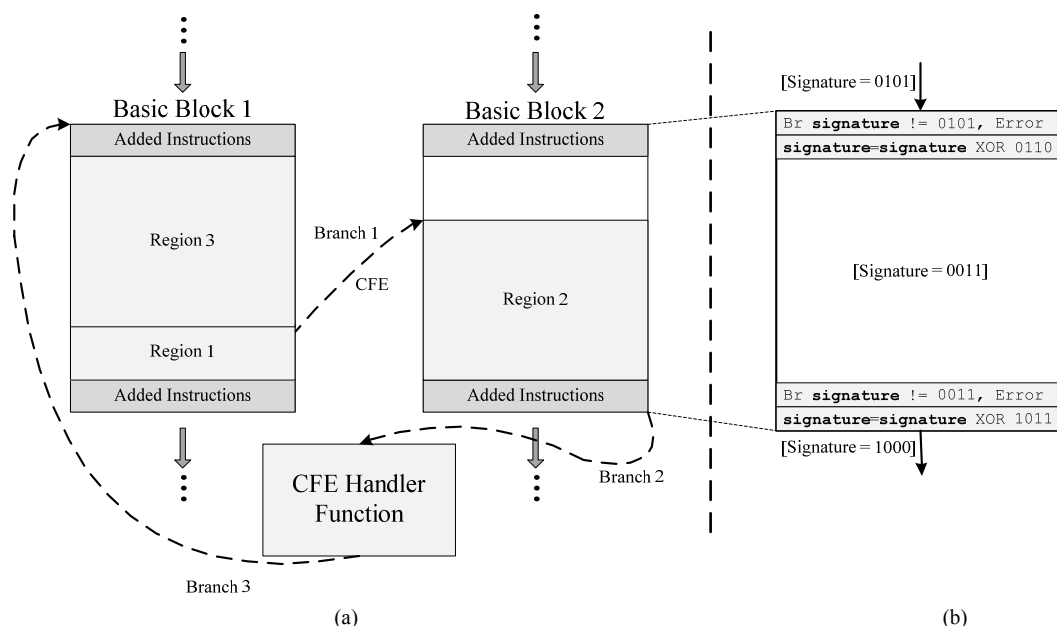 Basic Block 1
Added Instructions
Region 3
Region 1
Added Instructions
Branch 1
CFE
Basic Block 2
Added Instructions
Region 2
Added Instructions
CFE Handler
Function
Branch 2
Branch 3
(a)
[Signature = 0101]
Br signature != 0101, Error
signature=signature XOR 0110
[Signature = 0011]
Br signature != 0011, Error
signature=signature XOR 1011
[Signature = 1000]
(b)